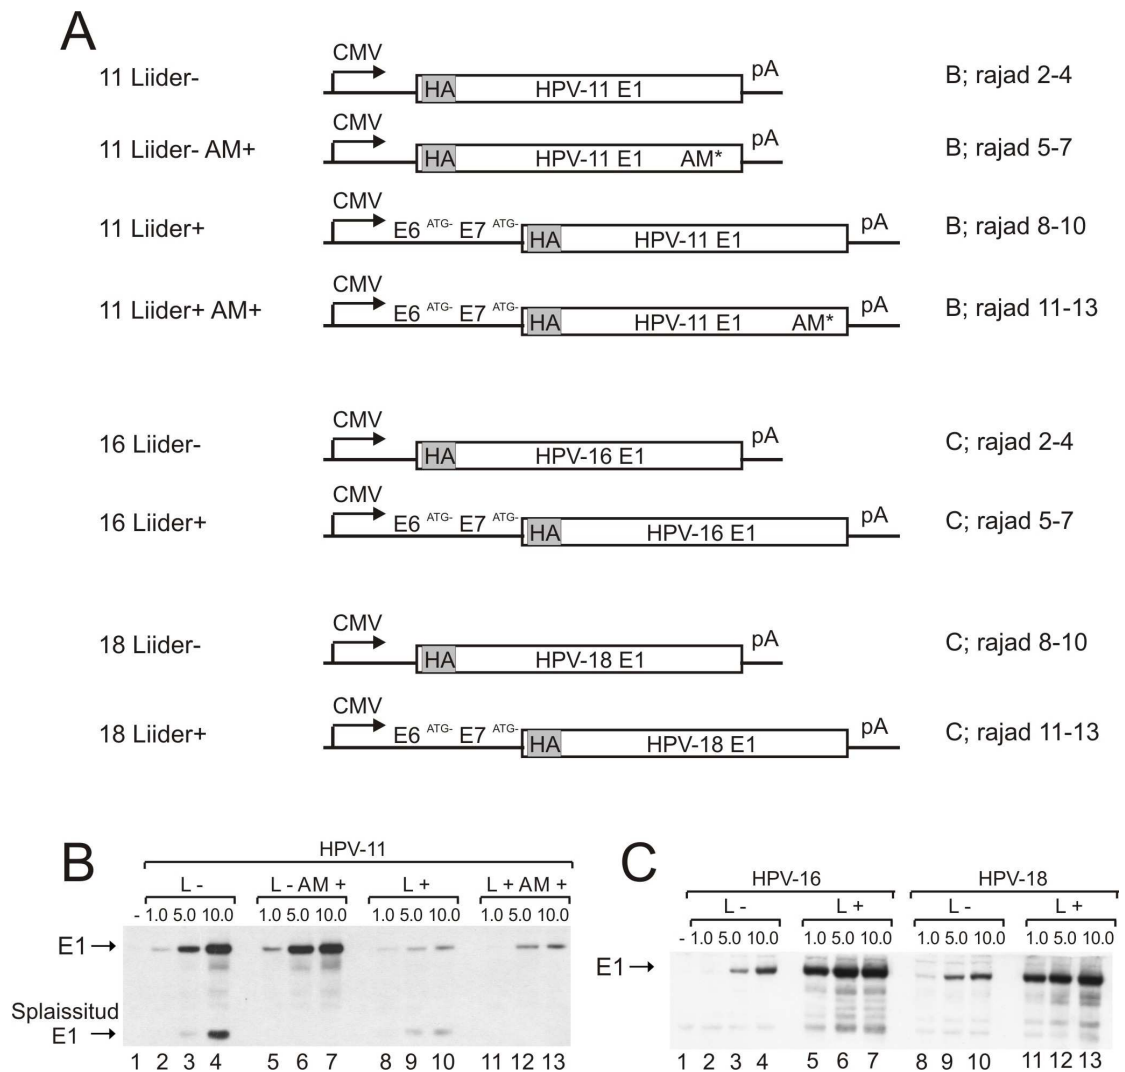 A
11 Liider- CMV HA HPV-11 E1 pA B; rajad 2-4
11 Liider- AM+ CMV HA HPV-11 E1 AM* pA B; rajad 5-7
11 Liider+ CMV E6 ATG- E7 ATG- HA HPV-11 E1 pA B; rajad 8-10
11 Liider+ AM+ CMV E6 ATG- E7 ATG- HA HPV-11 E1 AM* pA B; rajad 11-13
16 Liider- CMV HA HPV-16 E1 pA C; rajad 2-4
16 Liider+ CMV E6 ATG- E7 ATG- HA HPV-16 E1 pA C; rajad 5-7
18 Liider- CMV HA HPV-18 E1 pA C; rajad 8-10
18 Liider+ CMV E6 ATG- E7 ATG- HA HPV-18 E1 pA C; rajad 11-13
B
HPV-11
L - L - AM + L + L + AM +
- 1.0 5.0 10.0 1.0 5.0 10.0 1.0 5.0 10.0 1.0 5.0 10.0
E1
Splaissitud
E1
1 2 3 4 5 6 7 8 9 10 11 12 13
C
HPV-16 HPV-18
L - L + L - L +
- 1.0 5.0 10.0 1.0 5.0 10.0 1.0 5.0 10.0 1.0 5.0 10.0
E1
1 2 3 4 5 6 7 8 9 10 11 12 13